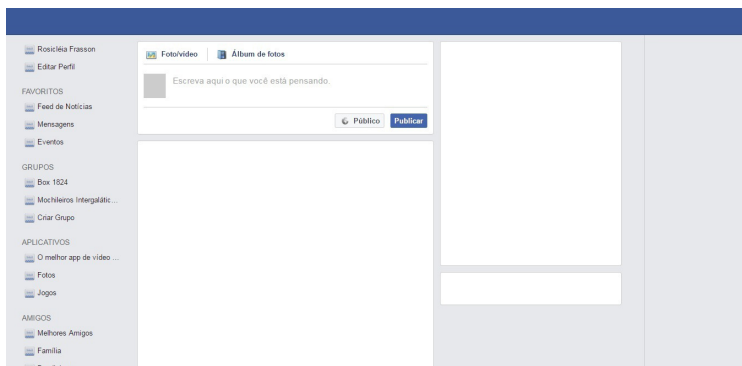 Rosicléia Frasson
Editar Perfil
FAVORITOS
Feed de Notícias
Mensagens
Eventos
GRUPOS
Box 1824
Mochileiros Intergalátic...
Criar Grupo
APLICATIVOS
O melhor app de vídeo ...
Fotos
Jogos
AMIGOS
Melhores Amigos
Família
Foto/vídeo
Álbum de fotos
Escreva aqui o que você está pensando.
Público
Publicar